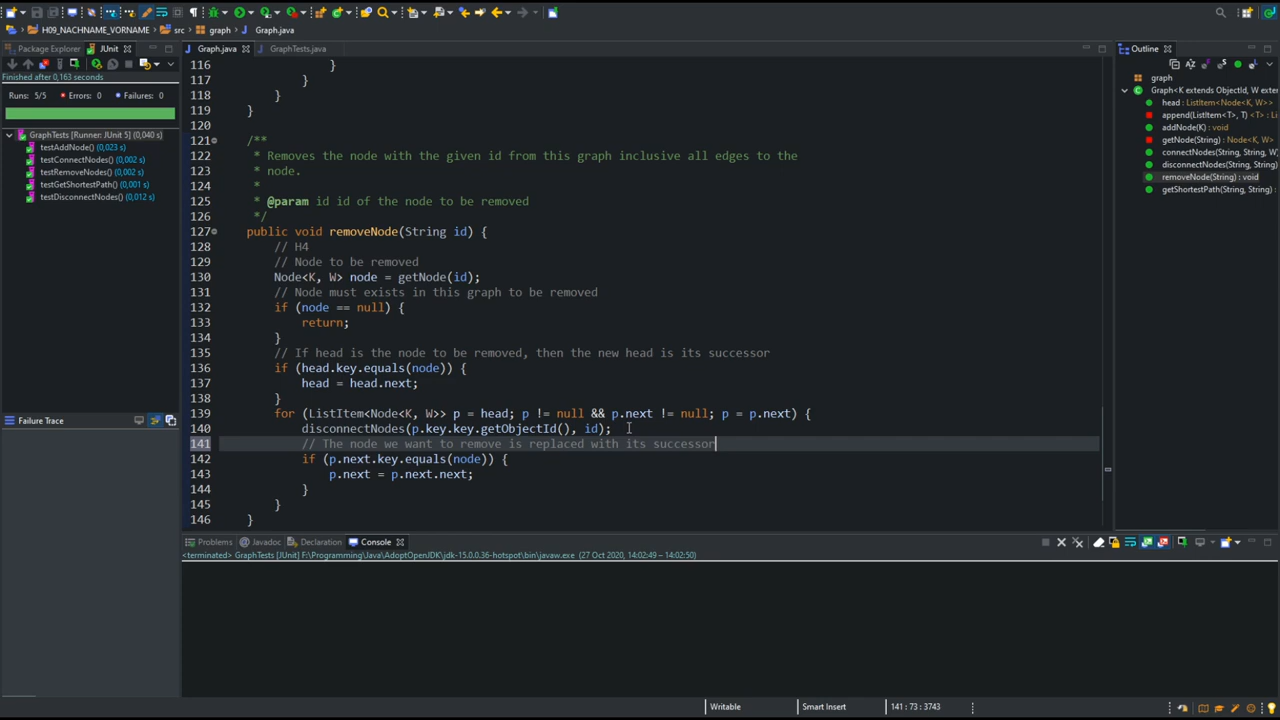 H09_NACHNAME_VORNAME
src
graph
Graph.java
Package Explorer
JUnit
Finished after 0,163 seconds
Runs: 5/5
Errors: 0
Failures: 0
GraphTests [Runner: JUnit 5] (0,040 s)
testAddNode() (0,023 s)
testConnectNodes() (0,002 s)
testRemoveNodes() (0,002 s)
testGetShortestPath() (0,001 s)
testDisconnectNodes() (0,012 s)
Failure Trace
Graph.java
GraphTests.java
116 }
117 }
118 }
119 }
120
121 /**
122 * Removes the node with the given id from this graph inclusive all edges to the
123 * node.
124 *
125 * @param id id of the node to be removed
126 */
127 public void removeNode(String id) {
128 // H4
129 // Node to be removed
130 Node<K, W> node = getNode(id);
131 // Node must exists in this graph to be removed
132 if (node == null) {
133 return;
134 }
135 // If head is the node to be removed, then the new head is its successor
136 if (head.key.equals(node)) {
137 head = head.next;
138 }
139 for (ListItem<Node<K, W>> p = head; p != null && p.next != null; p = p.next) {
140 disconnectNodes(p.key.key.getObjectId(), id);
141 // The node we want to remove is replaced with its successor
142 if (p.next.key.equals(node)) {
143 p.next = p.next.next;
144 }
145 }
146 }
Problems
Javadoc
Declaration
Console
<terminated> GraphTests [JUnit] F:\Programming\Java\AdoptOpenJDK\jdk-15.0.0.36-hotspot\bin\javaw.exe (27 Oct 2020, 14:02:49 – 14:02:50)
Outline
graph
Graph<K extends ObjectId, W exter
head : ListItem<Node<K, W>>
append(ListItem<T>, T) <T> : Li
addNode(K) : void
getNode(String) : Node<K, W>
connectNodes(String, String, W
disconnectNodes(String, String)
removeNode(String) : void
getShortestPath(String, String) :
Writable
Smart Insert
141 : 73 : 3743